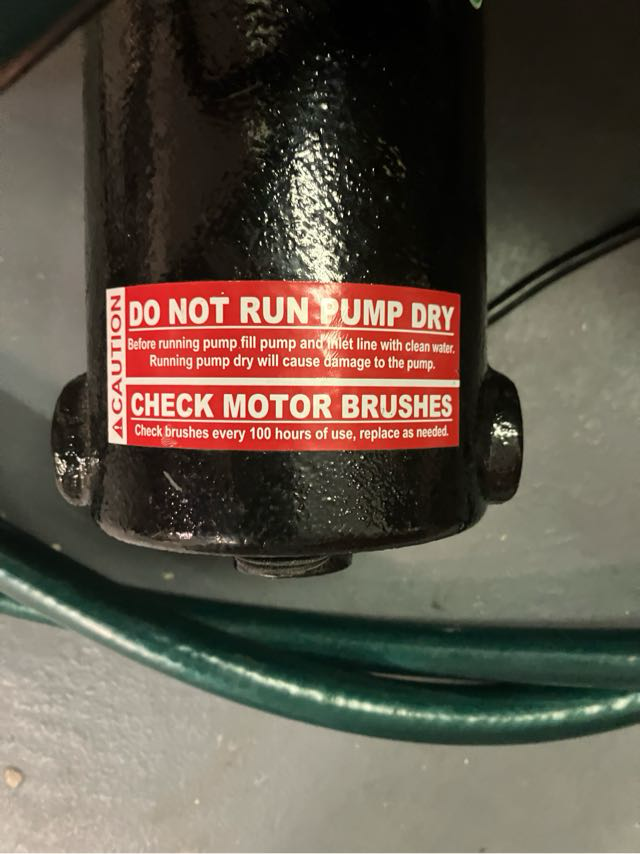 CAUTION
DO NOT RUN PUMP DRY
Before running pump fill pump and inlet line with clean water.
Running pump dry will cause damage to the pump.
CHECK MOTOR BRUSHES
Check brushes every 100 hours of use, replace as needed.